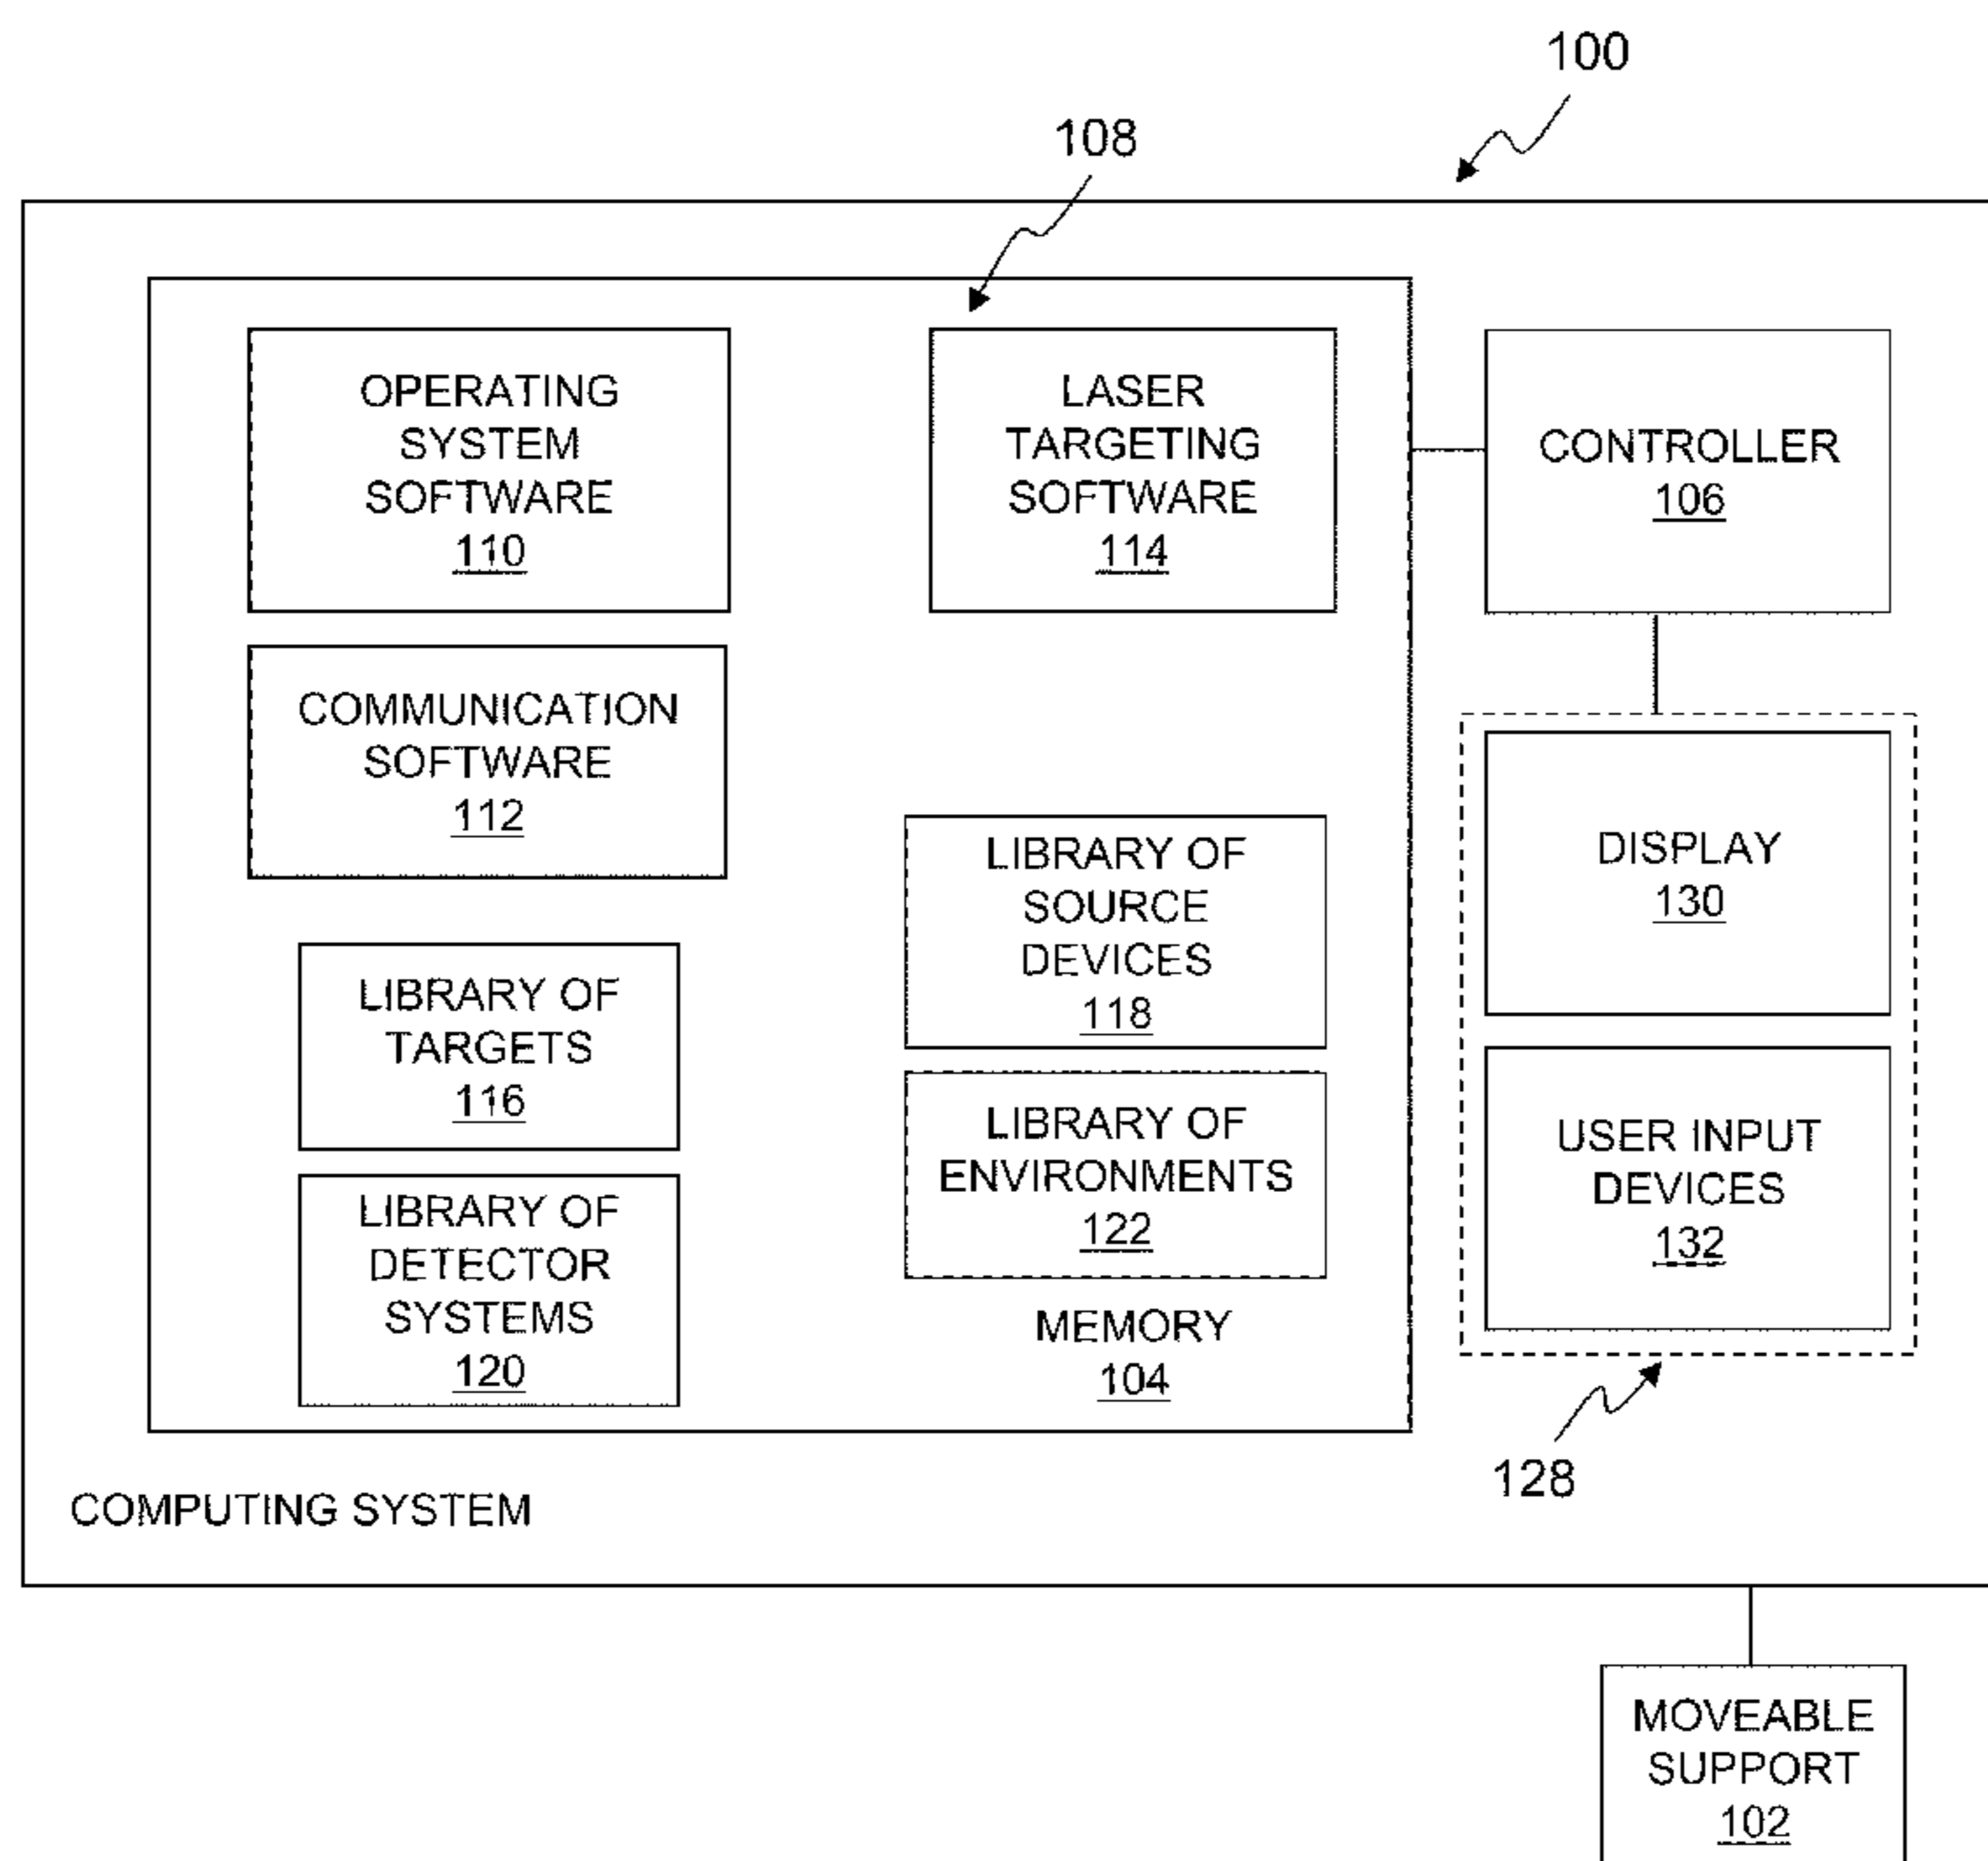 100
108
OPERATING
SYSTEM
SOFTWARE
110
LASER
TARGETING
SOFTWARE
114
CONTROLLER
106
COMMUNICATION
SOFTWARE
112
LIBRARY OF
SOURCE
DEVICES
118
DISPLAY
130
LIBRARY OF
TARGETS
116
LIBRARY OF
ENVIRONMENTS
122
USER INPUT
DEVICES
132
LIBRARY OF
DETECTOR
SYSTEMS
120
MEMORY
104
128
COMPUTING SYSTEM
MOVEABLE
SUPPORT
102